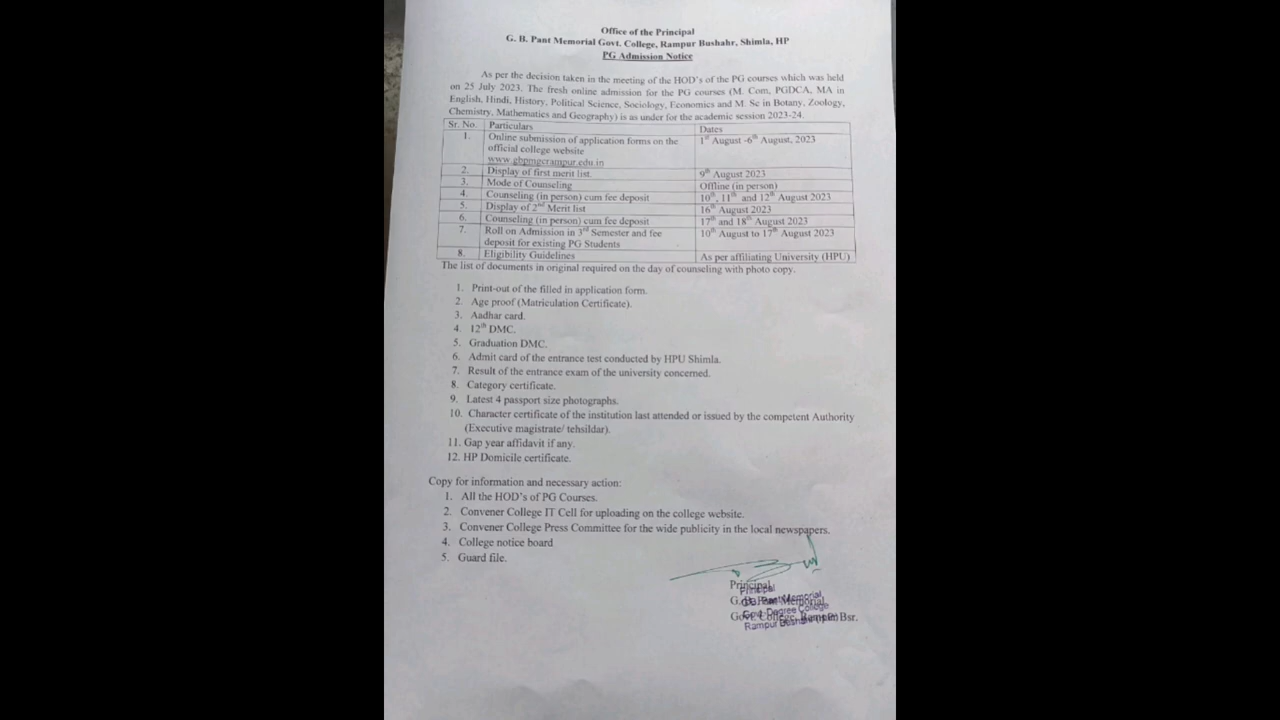 Office of the Principal
G. B. Pant Memorial Govt. College, Rampur Bushahr, Shimla, HP
PG Admission Notice
As per the decision taken in the meeting of the HOD's of the PG courses which was held
on 25 July 2023. The fresh online admission for the PG courses (M. Com, PGDCA, MA in
English, Hindi, History, Political Science, Sociology, Economics and M. Sc in Botany, Zoology,
Chemistry, Mathematics and Geography) is as under for the academic session 2023-24.
Sr. No. Particulars Dates
1. Online submission of application forms on the 1st August -6th August, 2023
official college website
www.gbpmgcrampur.edu.in
2. Display of first merit list. 9th August 2023
3. Mode of Counseling Offline (in person)
4. Counseling (in person) cum fee deposit 10th, 11th and 12th August 2023
5. Display of 2nd Merit list 16th August 2023
6. Counseling (in person) cum fee deposit 17th and 18th August 2023
7. Roll on Admission in 3rd Semester and fee 10th August to 17th August 2023
deposit for existing PG Students
8. Eligibility Guidelines As per affiliating University (HPU)
The list of documents in original required on the day of counseling with photo copy.
1. Print-out of the filled in application form.
2. Age proof (Matriculation Certificate).
3. Aadhar card.
4. 12th DMC.
5. Graduation DMC.
6. Admit card of the entrance test conducted by HPU Shimla.
7. Result of the entrance exam of the university concerned.
8. Category certificate.
9. Latest 4 passport size photographs.
10. Character certificate of the institution last attended or issued by the competent Authority
(Executive magistrate/ tehsildar).
11. Gap year affidavit if any.
12. HP Domicile certificate.
Copy for information and necessary action:
1. All the HOD's of PG Courses.
2. Convener College IT Cell for uploading on the college website.
3. Convener College Press Committee for the wide publicity in the local newspapers.
4. College notice board
5. Guard file.
Principal
Principal
Memorial
Memorial,
Govt. Degree College
Govt. College, Rampur Bsr.
Rampur